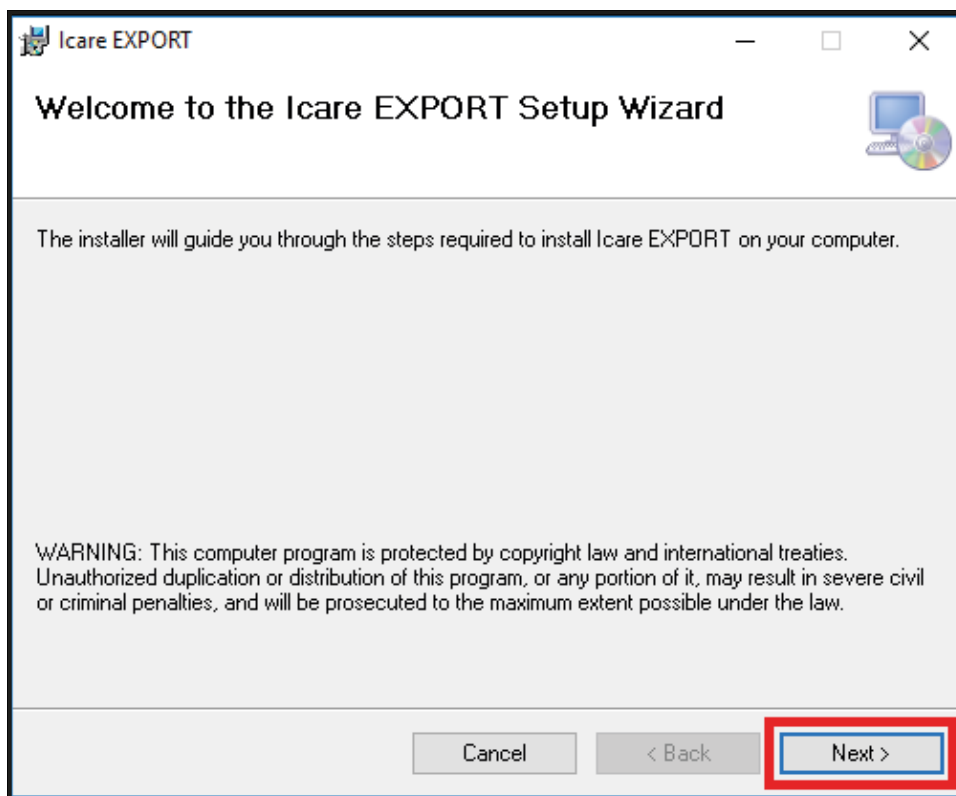 Icare EXPORT
Welcome to the Icare EXPORT Setup Wizard
The installer will guide you through the steps required to install Icare EXPORT on your computer.
WARNING: This computer program is protected by copyright law and international treaties.
Unauthorized duplication or distribution of this program, or any portion of it, may result in severe civil
or criminal penalties, and will be prosecuted to the maximum extent possible under the law.
Cancel < Back Next >